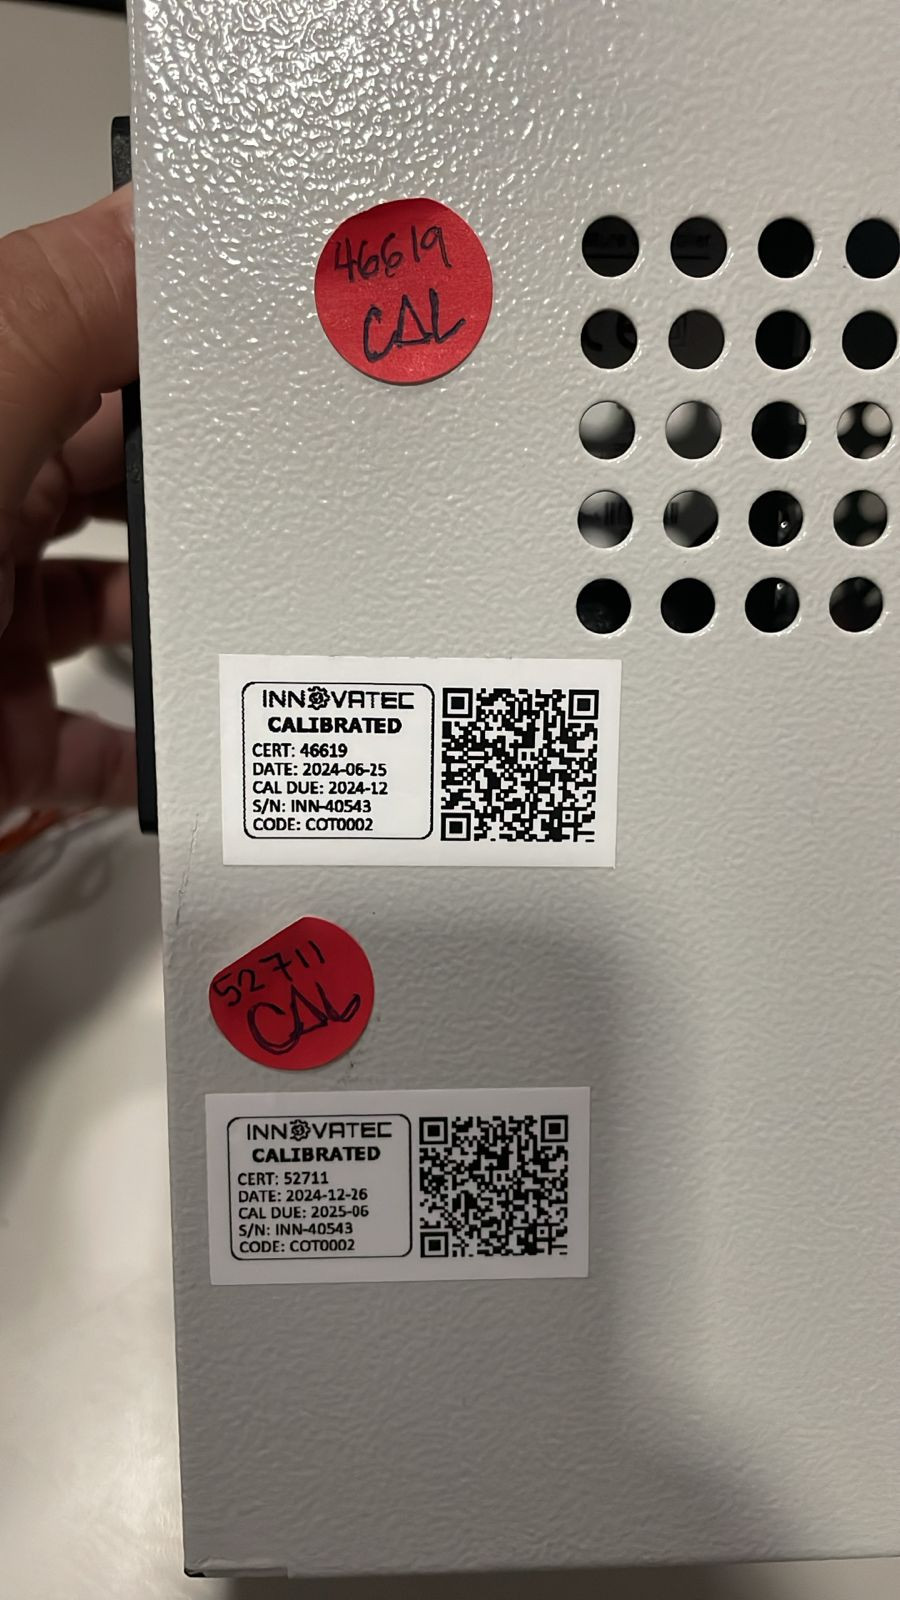 46619
CAL
INNOVATEC
CALIBRATED
CERT: 46619
DATE: 2024-06-25
CAL DUE: 2024-12
S/N: INN-40543
CODE: COT0002
52711
CAL
INNOVATEC
CALIBRATED
CERT: 52711
DATE: 2024-12-26
CAL DUE: 2025-06
S/N: INN-40543
CODE: COT0002